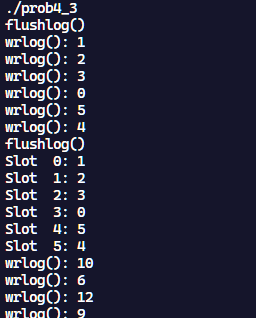 ./prob4_3
flushlog()
wrlog(): 1
wrlog(): 2
wrlog(): 3
wrlog(): 0
wrlog(): 5
wrlog(): 4
flushlog()
Slot  0: 1
Slot  1: 2
Slot  2: 3
Slot  3: 0
Slot  4: 5
Slot  5: 4
wrlog(): 10
wrlog(): 6
wrlog(): 12
wrlog(): 9